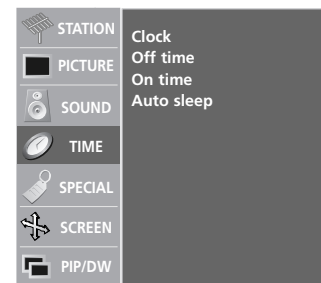 STATION
PICTURE
SOUND
TIME
SPECIAL
SCREEN
PIP/DW
Clock
Off time
On time
Auto sleep